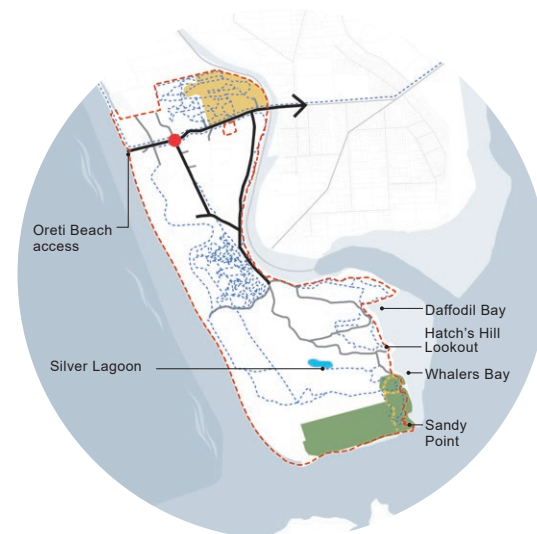 Oreti Beach
access
Daffodil Bay
Hatch's Hill
Lookout
Silver Lagoon
Whalers Bay
Sandy
Point